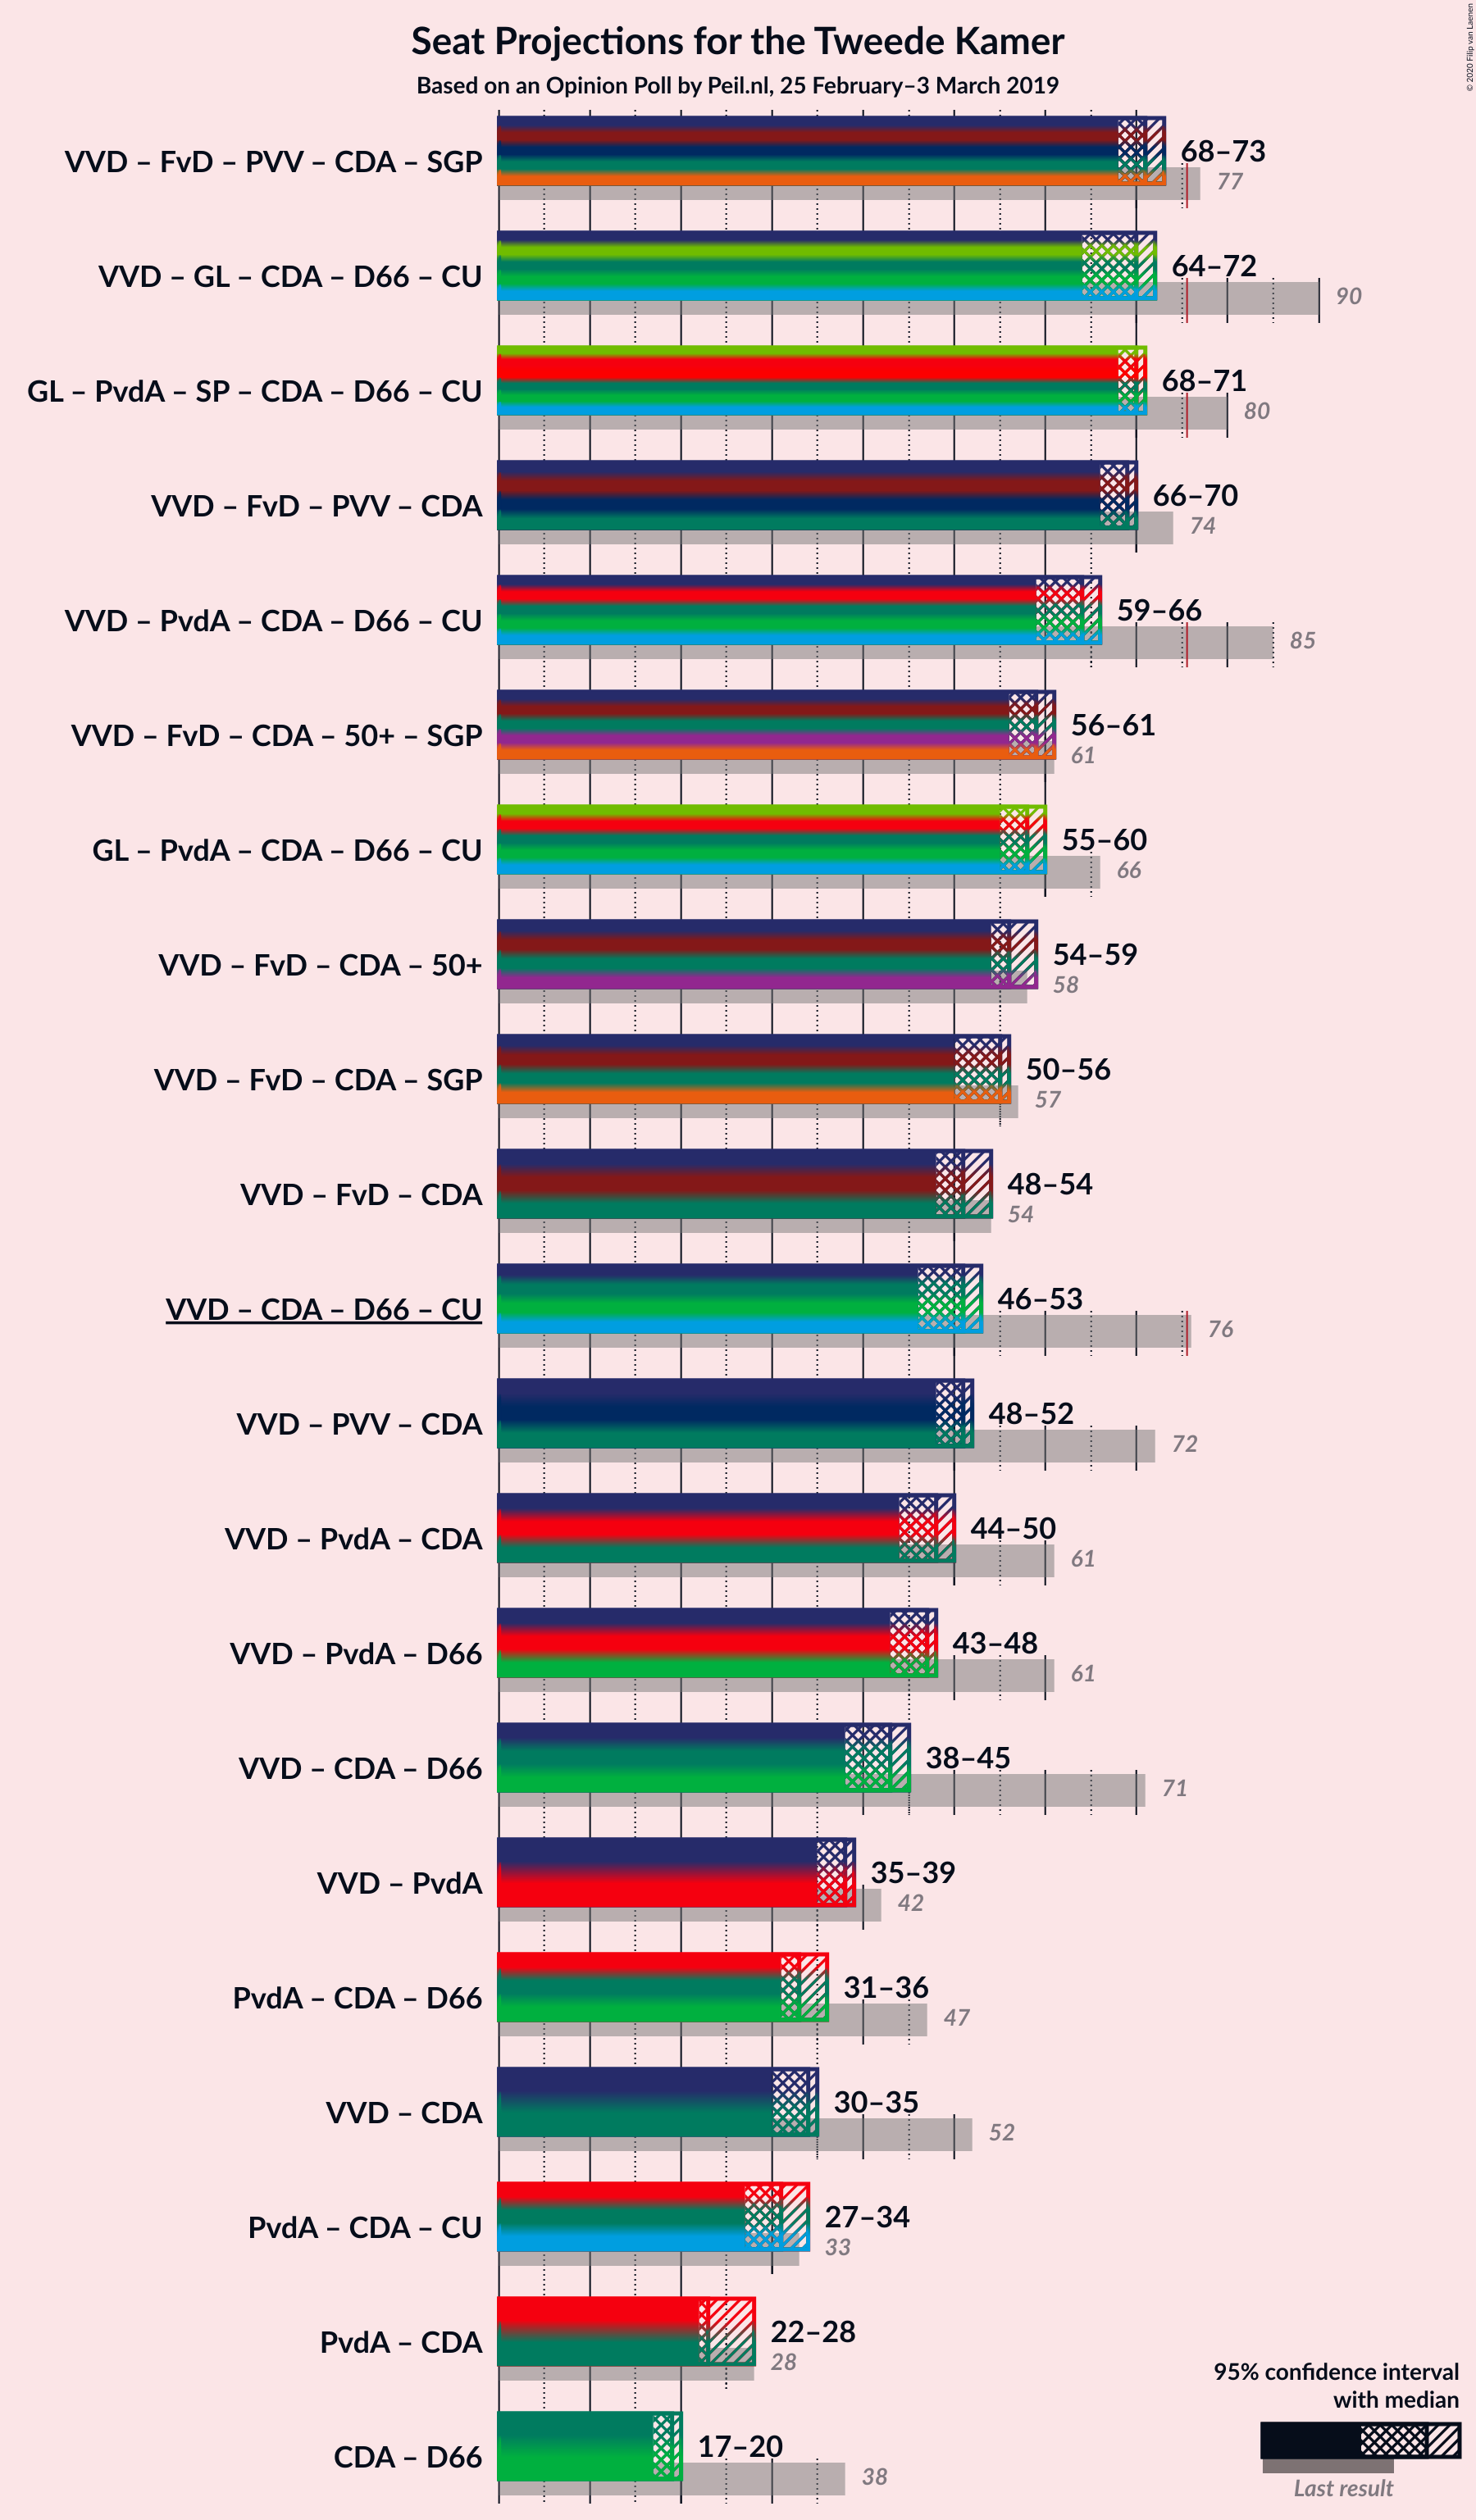 Seat Projections for the Tweede Kamer
Based on an Opinion Poll by Peil.nl, 25 February–3 March 2019
© 2020 Filip van Laenen
VVD – FvD – PVV – CDA – SGP
68–73
77
VVD – GL – CDA – D66 – CU
64–72
90
GL – PvdA – SP – CDA – D66 – CU
68–71
80
VVD – FvD – PVV – CDA
66–70
74
VVD – PvdA – CDA – D66 – CU
59–66
85
VVD – FvD – CDA – 50+ – SGP
56–61
61
GL – PvdA – CDA – D66 – CU
55–60
66
VVD – FvD – CDA – 50+
54–59
58
VVD – FvD – CDA – SGP
50–56
57
VVD – FvD – CDA
48–54
54
VVD – CDA – D66 – CU
46–53
76
VVD – PVV – CDA
48–52
72
VVD – PvdA – CDA
44–50
61
VVD – PvdA – D66
43–48
61
VVD – CDA – D66
38–45
71
VVD – PvdA
35–39
42
PvdA – CDA – D66
31–36
47
VVD – CDA
30–35
52
PvdA – CDA – CU
27–34
33
PvdA – CDA
22–28
28
CDA – D66
17–20
38
95% confidence interval
with median
Last result